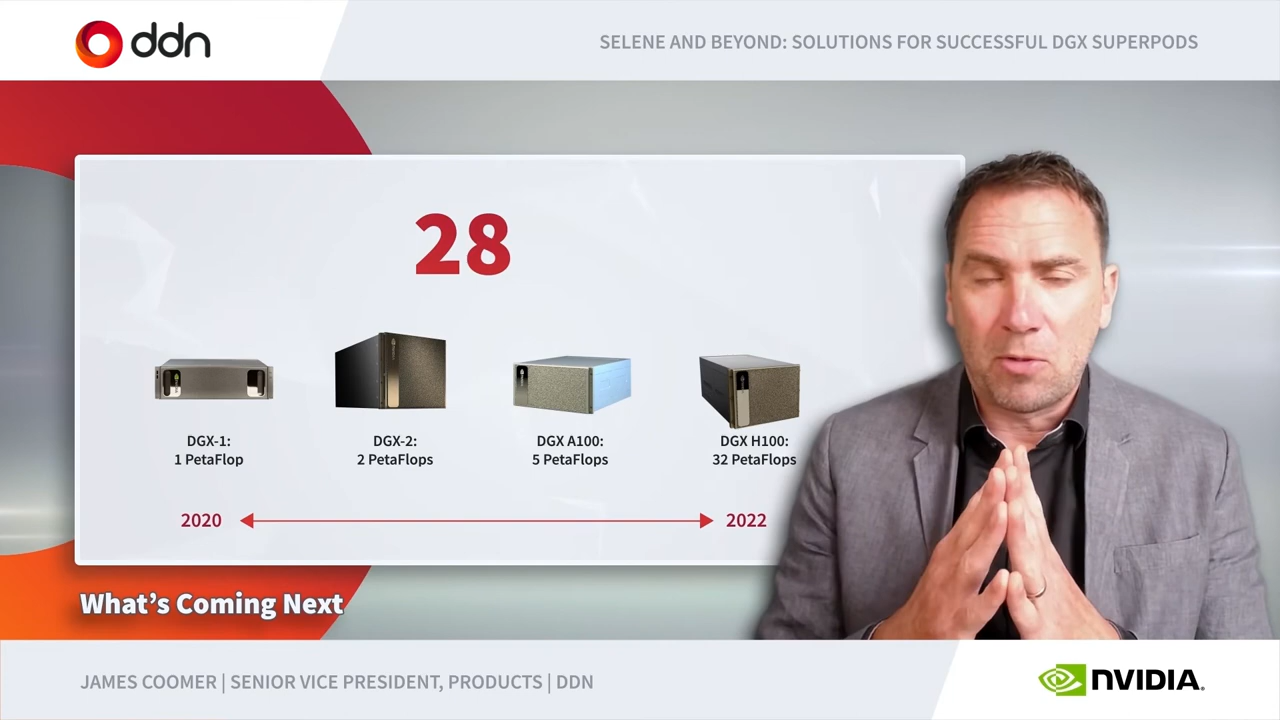 ddn
SELENE AND BEYOND: SOLUTIONS FOR SUCCESSFUL DGX SUPERPODS
28
DGX-1:
1 PetaFlop
DGX-2:
2 PetaFlops
DGX A100:
5 PetaFlops
DGX H100:
32 PetaFlops
2020
2022
What's Coming Next
JAMES COOMER | SENIOR VICE PRESIDENT, PRODUCTS | DDN
NVIDIA.